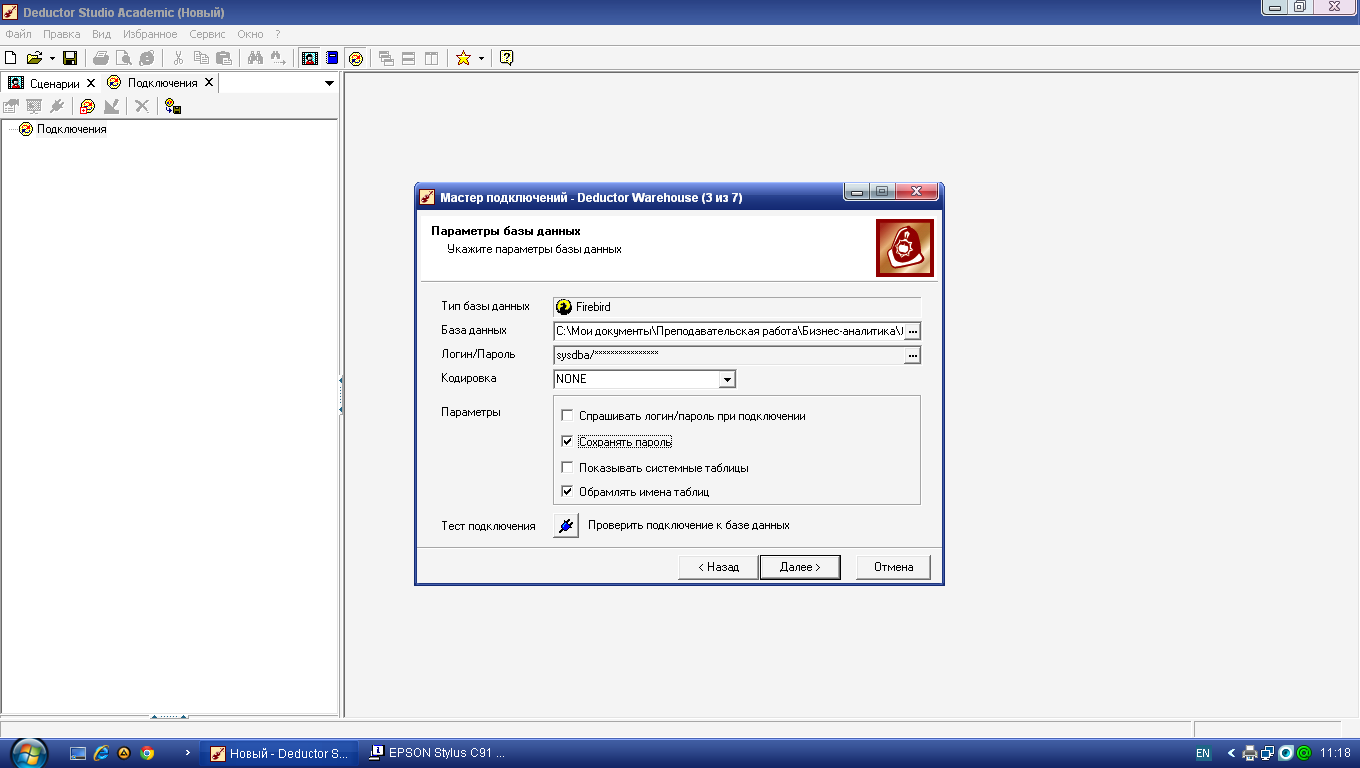 Deductor Studio Academic (Новый)
Файл Правка Вид Избранное Сервис Окно ?
Сценарии Подключения
Подключения
Мастер подключений - Deductor Warehouse (3 из 7)
Параметры базы данных
Укажите параметры базы данных
Тип базы данных Firebird
База данных C:\Мои документы\Преподавательская работа\Бизнес-аналитика\ ...
Логин/Пароль sysdba/**************** ...
Кодировка NONE
Параметры
Спрашивать логин/пароль при подключении
Сохранять пароль
Показывать системные таблицы
Обрамлять имена таблиц
Тест подключения Проверить подключение к базе данных
< Назад Далее > Отмена
Новый - Deductor S... EPSON Stylus C91 ... EN 11:18